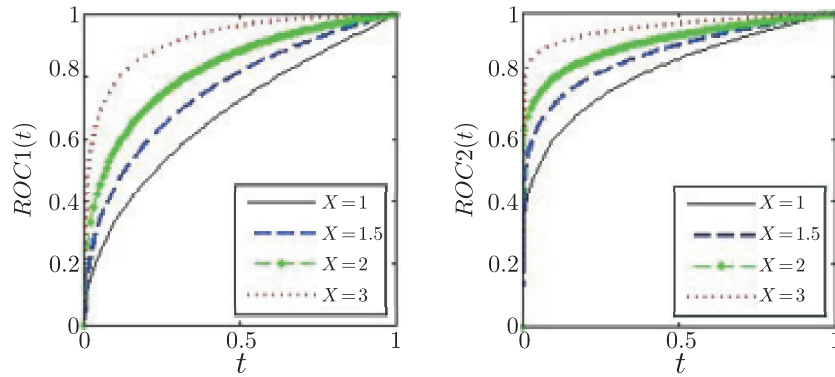 1
0.8
0.6
0.4
0.2
0
ROC1(t)
X = 1
X = 1.5
X = 2
X = 3
0
0.5
1
t
1
0.8
0.6
0.4
0.2
0
ROC2(t)
X = 1
X = 1.5
X = 2
X = 3
0
0.5
1
t